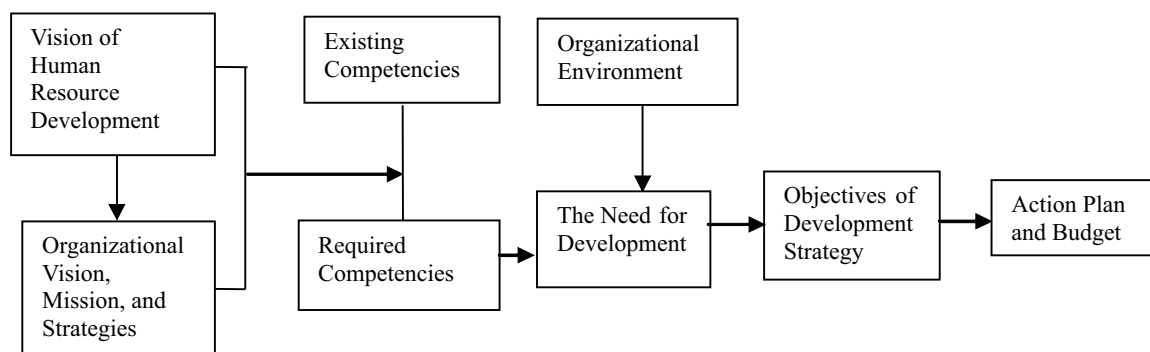 Vision of
Human
Resource
Development
Existing
Competencies
Organizational
Environment
Organizational
Vision,
Mission, and
Strategies
Required
Competencies
The Need for
Development
Objectives of
Development
Strategy
Action Plan
and Budget